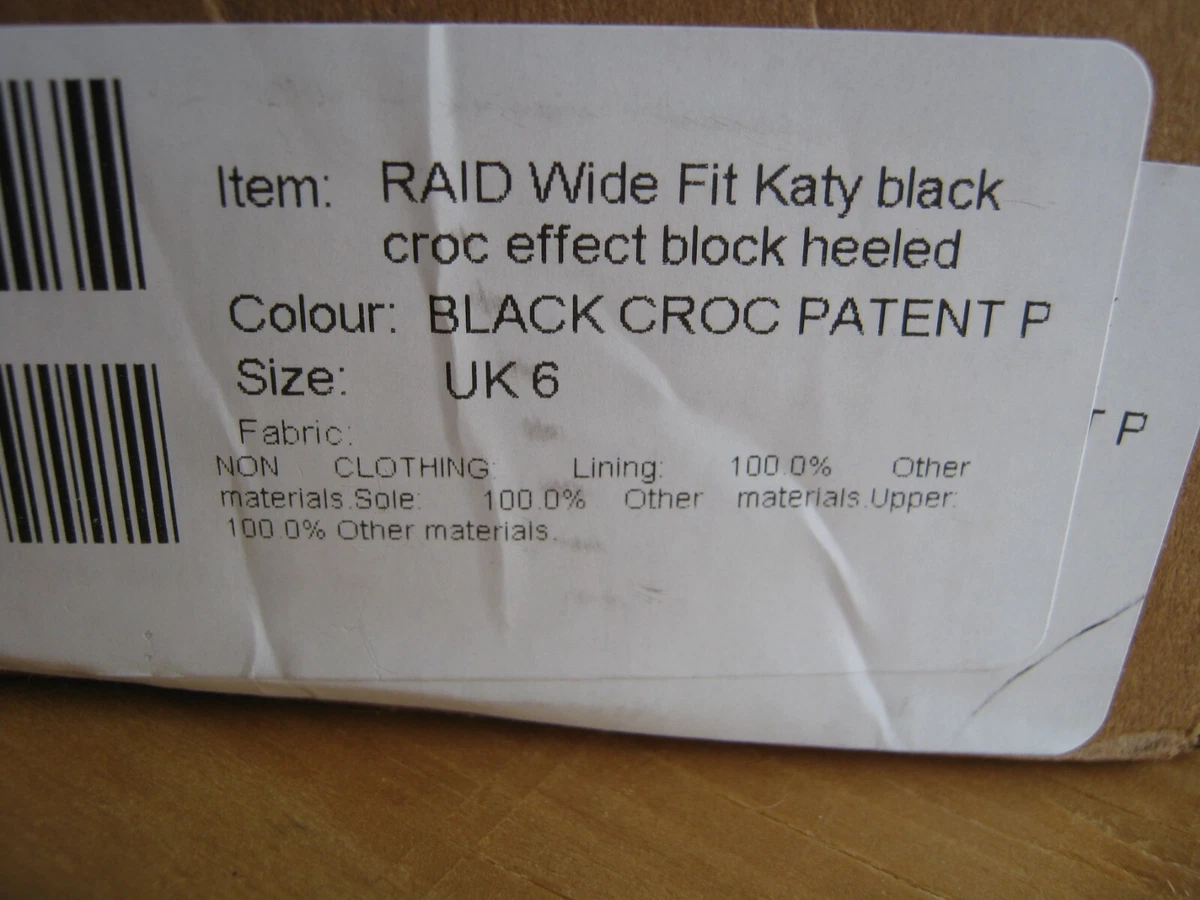 Item: RAID Wide Fit Katy black
croc effect block heeled
Colour: BLACK CROC PATENT P
Size: UK 6
T P
Fabric:
NON CLOTHING: Lining: 100.0% Other
materials.Sole: 100.0% Other materials.Upper:
100.0% Other materials.